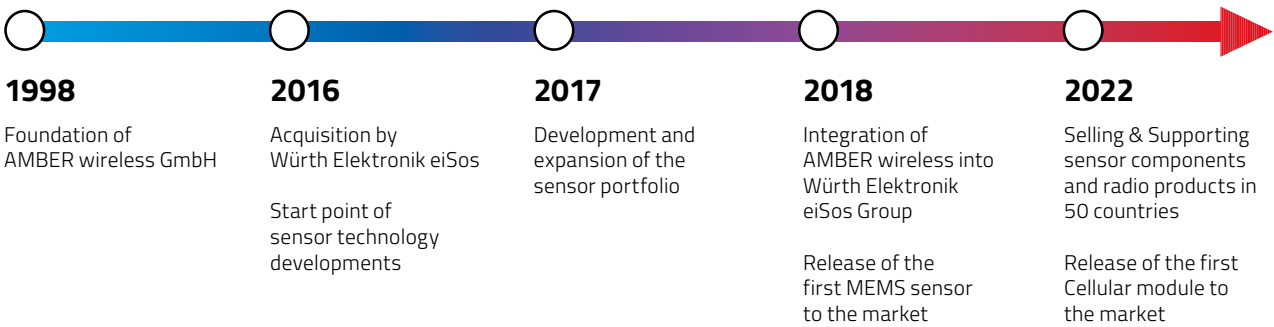 1998
Foundation of
AMBER wireless GmbH
2016
Acquisition by
Würth Elektronik eiSos
Start point of
sensor technology
developments
2017
Development and
expansion of the
sensor portfolio
2018
Integration of
AMBER wireless into
Würth Elektronik
eiSos Group
Release of the
first MEMS sensor
to the market
2022
Selling & Supporting
sensor components
and radio products in
50 countries
Release of the first
Cellular module to
the market